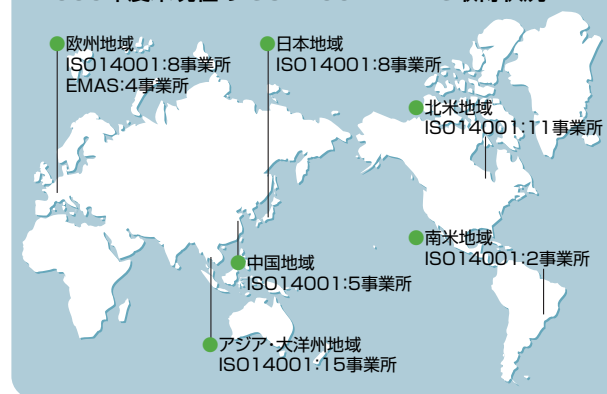 欧州地域
ISO14001:8事業所
EMAS:4事業所
日本地域
ISO14001:8事業所
北米地域
ISO14001:11事業所
南米地域
ISO14001:2事業所
中国地域
ISO14001:5事業所
アジア・大洋州地域
ISO14001:15事業所